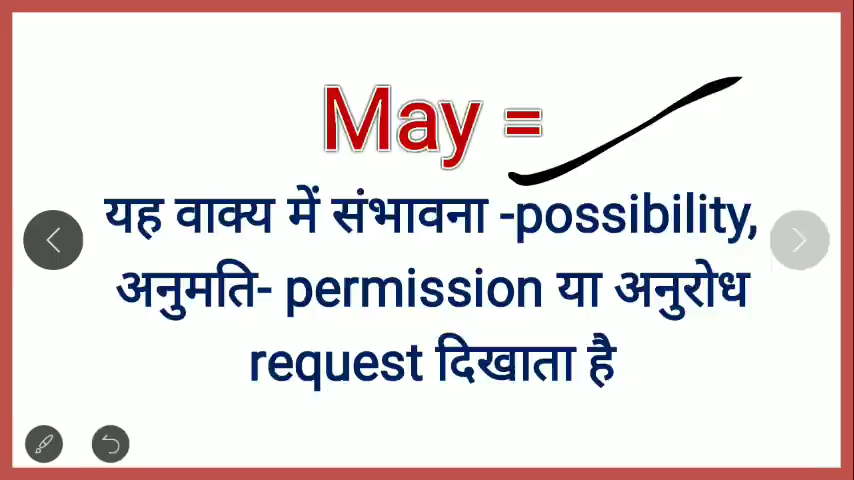 May =
यह वाक्य में संभावना -possibility,
अनुमति- permission या अनुरोध
request दिखाता है